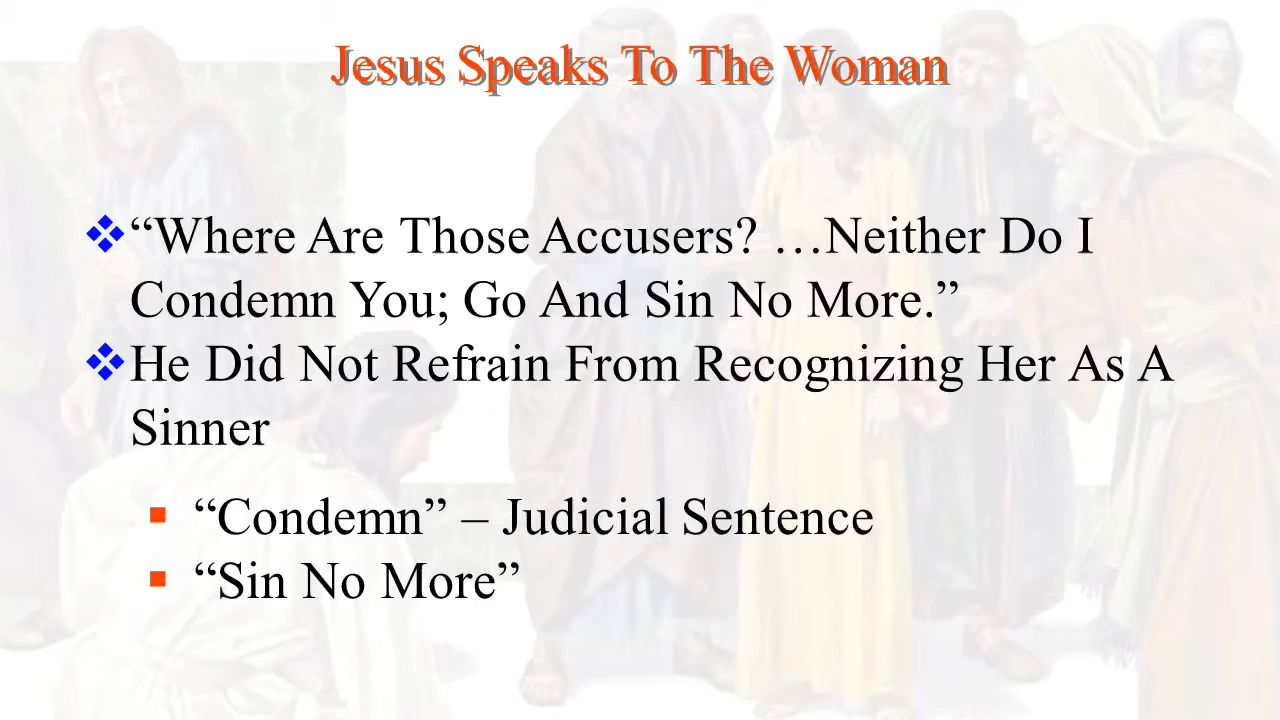 Jesus Speaks To The Woman
❖“Where Are Those Accusers? …Neither Do I
Condemn You; Go And Sin No More.”
❖He Did Not Refrain From Recognizing Her As A
Sinner
▪ “Condemn” – Judicial Sentence
▪ “Sin No More”